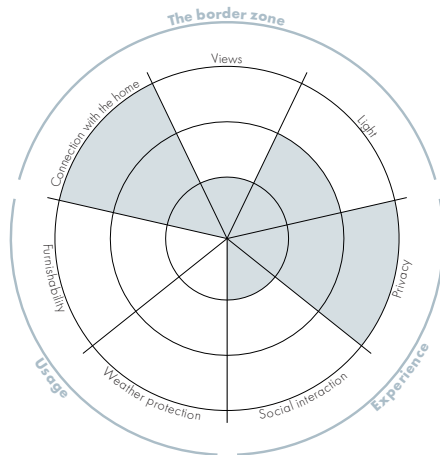 The border zone
Views
Connection with the home
Light
Furnishability
Privacy
Usage
Weather protection
Social interaction
Experience